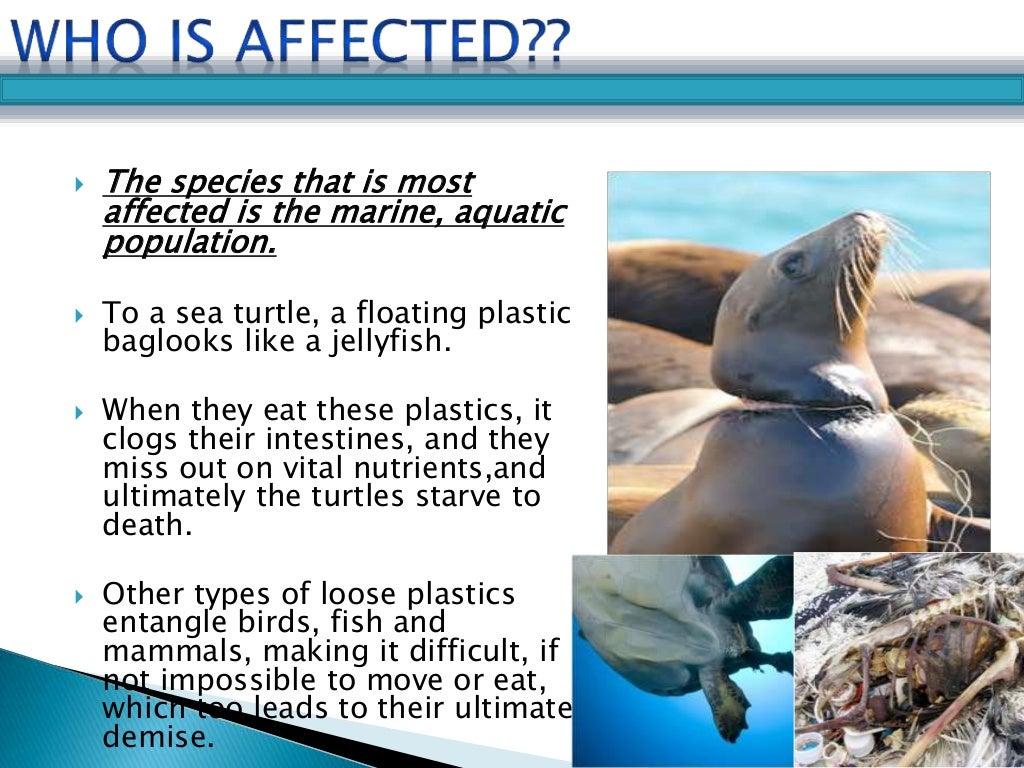 WHO IS AFFECTED??
The species that is most
affected is the marine, aquatic
population.
To a sea turtle, a floating plastic
baglooks like a jellyfish.
When they eat these plastics, it
clogs their intestines, and they
miss out on vital nutrients,and
ultimately the turtles starve to
death.
Other types of loose plastics
entangle birds, fish and
mammals, making it difficult, if
not impossible to move or eat,
which too leads to their ultimate
demise.